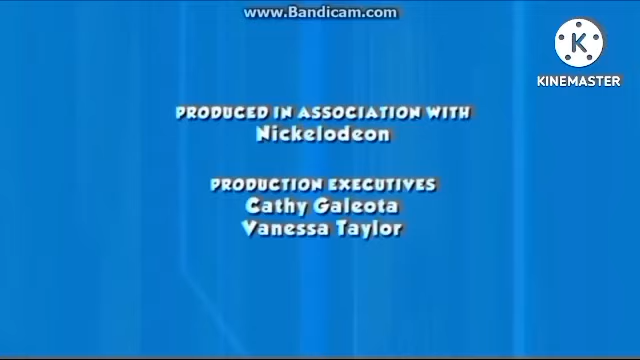 www.Bandicam.com
K
KINEMASTER
PRODUCED IN ASSOCIATION WITH
Nickelodeon
PRODUCTION EXECUTIVES
Cathy Galeota
Vanessa Taylor